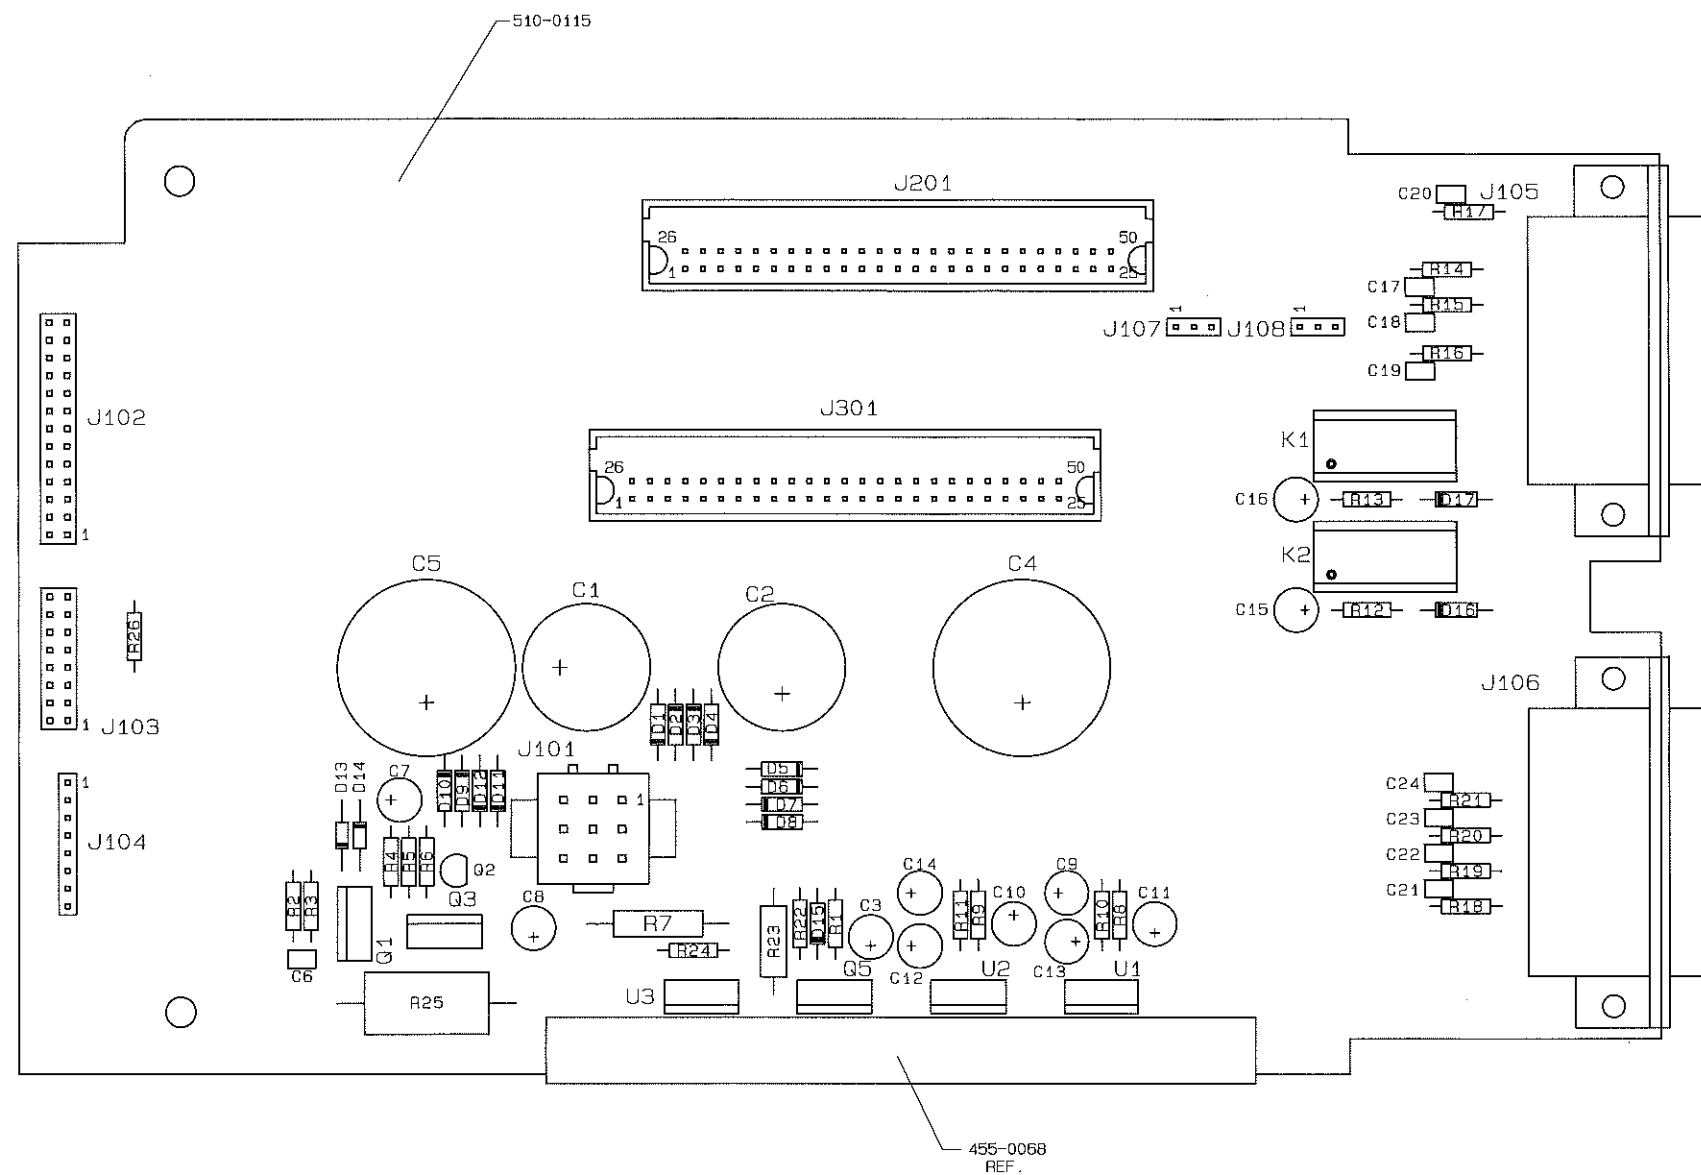 510-0115
J201
C20
J105
R17
26
50
1
25
R14
C17
R15
J107
1
J108
1
C18
R16
C19
J102
J301
K1
26
50
1
25
C16
R13
D17
1
K2
C5
C1
C2
C4
C15
R12
D16
R26
J106
1
J103
D1
D2
D3
D4
J101
D13
D14
C7
D10
D9
D12
D11
D5
D6
D7
D8
1
1
C24
R21
C23
R20
C22
R19
C21
R18
J104
R4
R5
R6
Q2
C14
C9
R2
R3
Q3
C8
R7
R22
D15
R1
C3
R11
R9
C10
R10
R8
C11
Q1
R24
R23
C6
Q5
C12
U2
C13
U1
R25
U3
455-0068
REF.